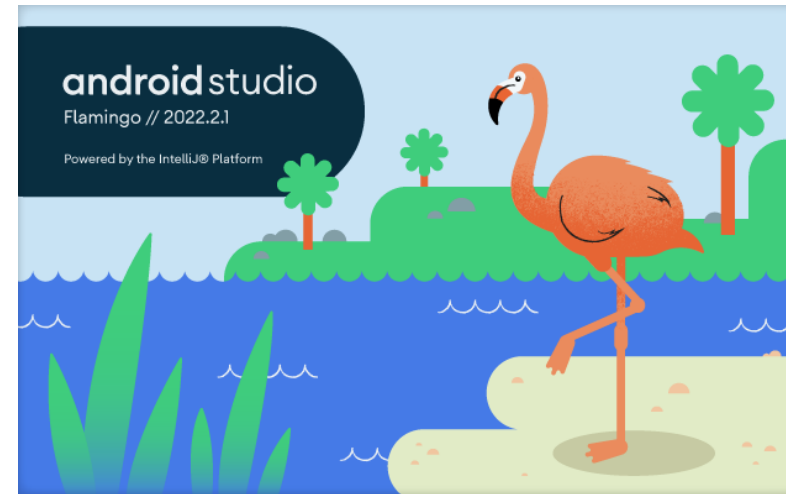 android studio
Flamingo // 2022.2.1
Powered by the IntelliJ® Platform